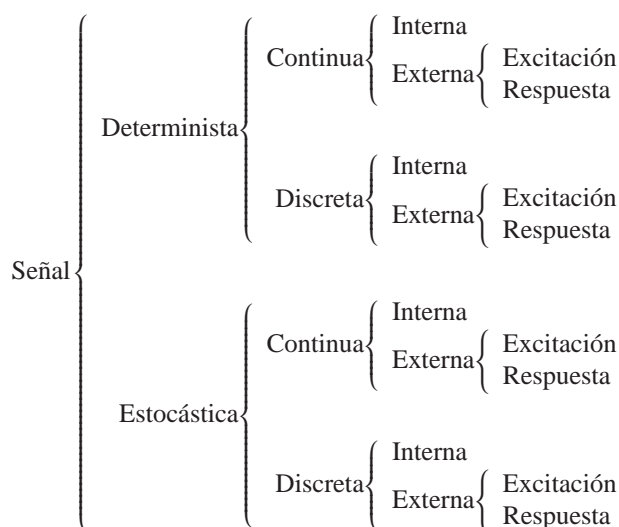 Interna
Continua
Externa
Excitación
Respuesta
Determinista
Interna
Discreta
Externa
Excitación
Respuesta
Señal
Interna
Continua
Externa
Excitación
Respuesta
Estocástica
Interna
Discreta
Externa
Excitación
Respuesta